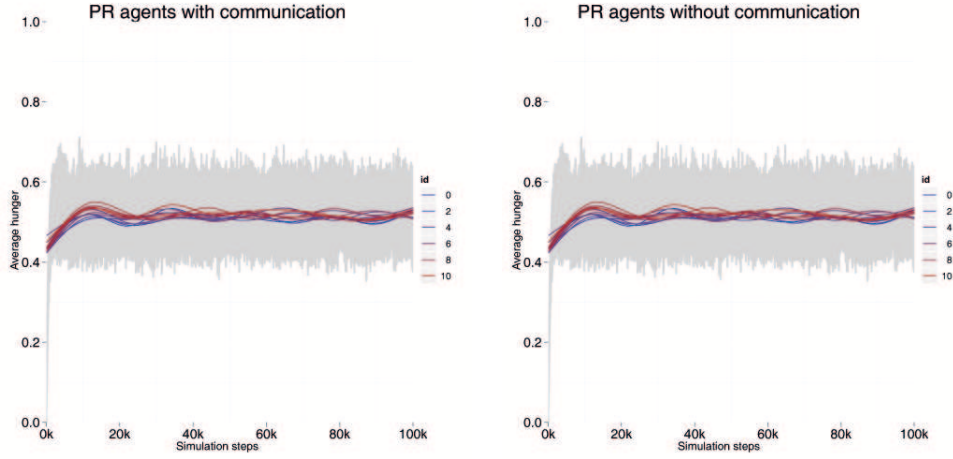 PR agents with communication
1.0
0.8
0.6
0.4
0.2
0.0
Average hunger
0k 20k 40k 60k 80k 100k
Simulation steps
id
0
2
4
6
8
10
PR agents without communication
1.0
0.8
0.6
0.4
0.2
0.0
Average hunger
0k 20k 40k 60k 80k 100k
Simulation steps
id
0
2
4
6
8
10